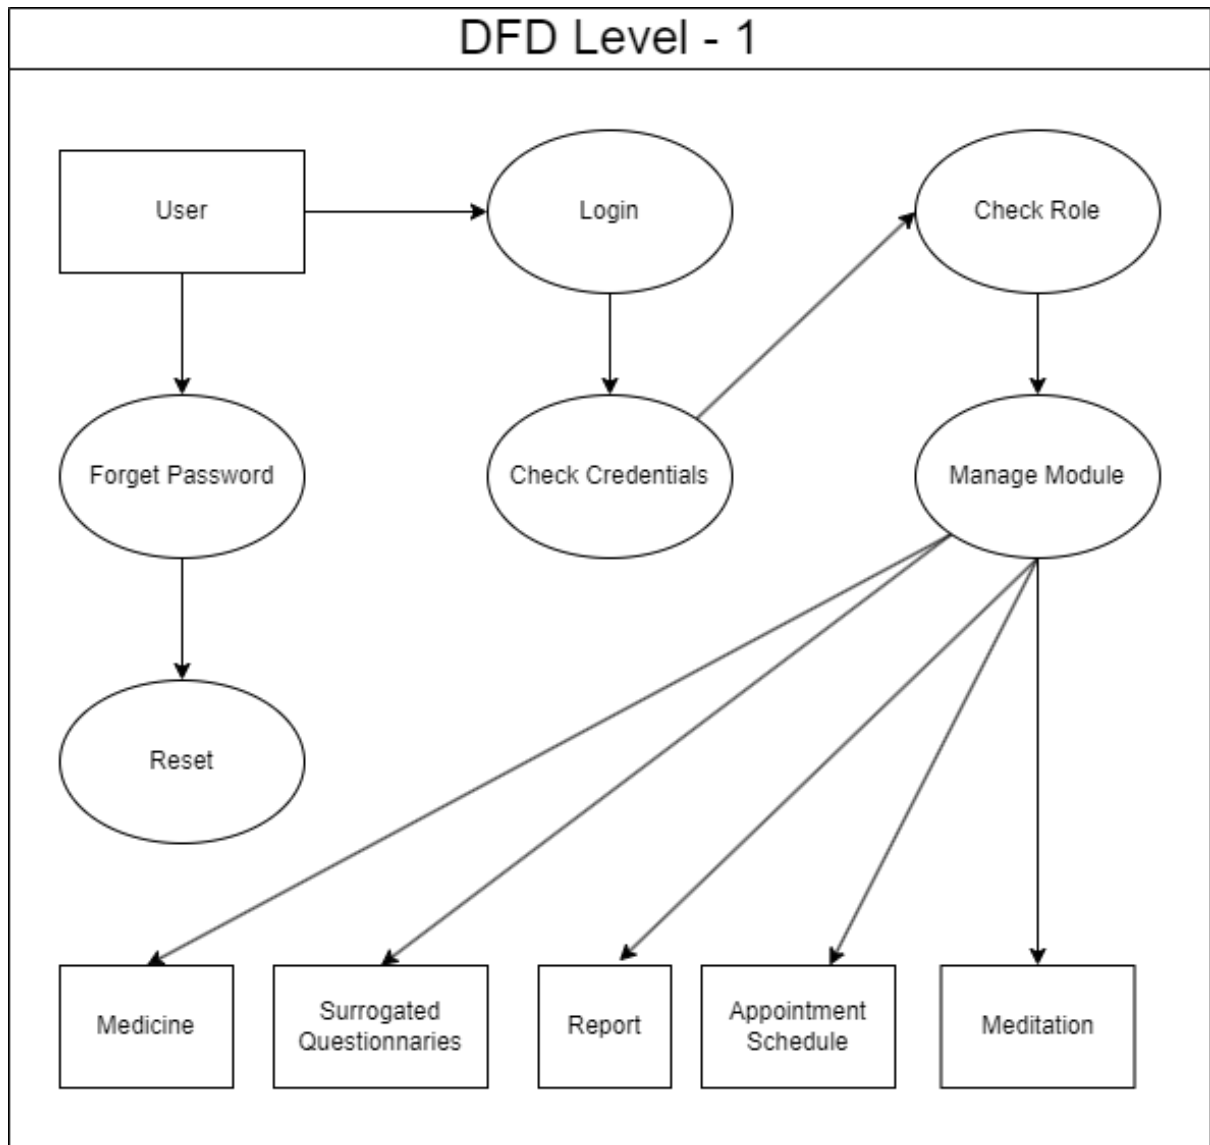 DFD Level - 1
User
Login
Check Role
Forget Password
Check Credentials
Manage Module
Reset
Medicine
Surrogated
Questionnaries
Report
Appointment
Schedule
Meditation